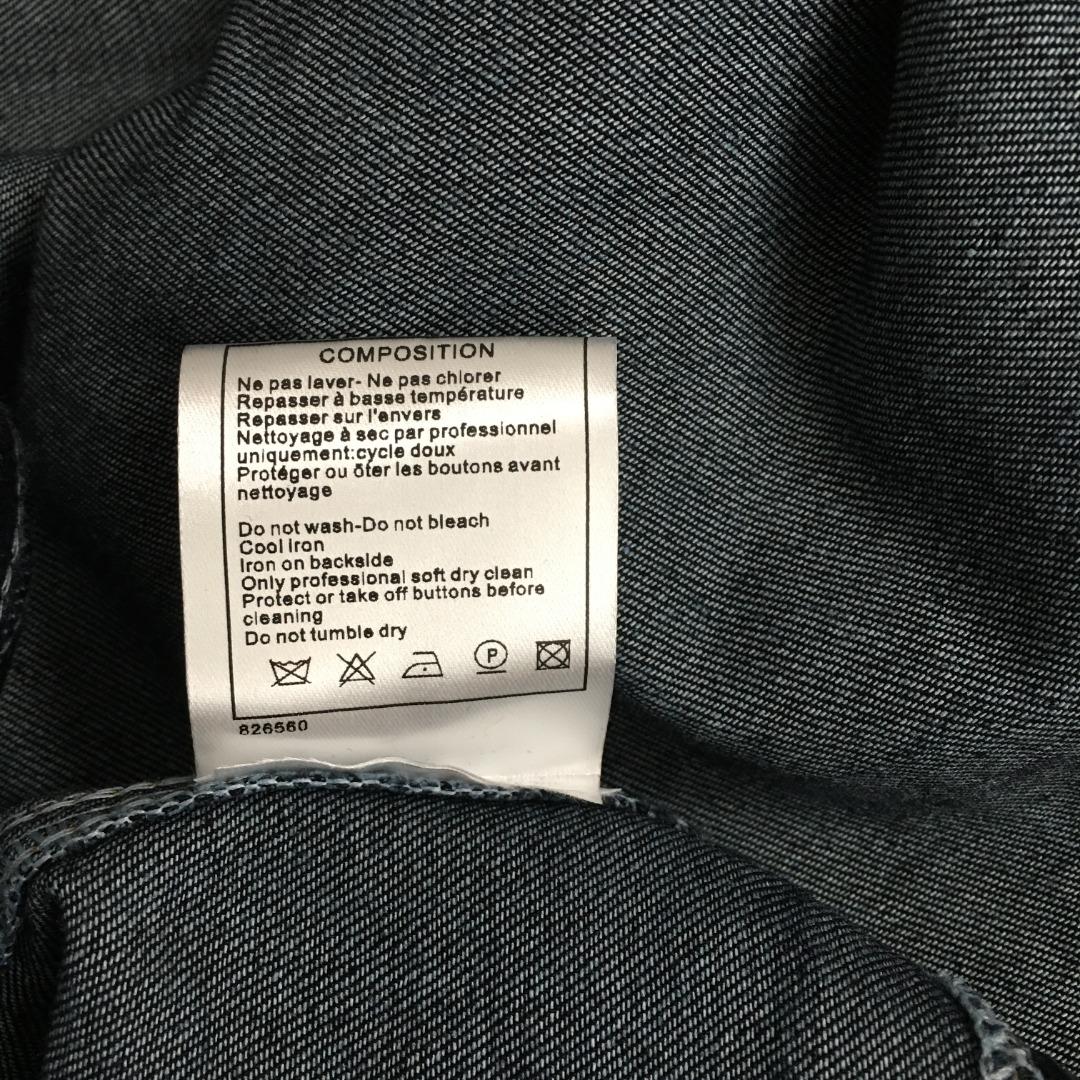 COMPOSITION
Ne pas laver- Ne pas chlorer
Repasser à basse température
Repasser sur l'envers
Nettoyage à sec par professionnel
uniquement:cycle doux
Protéger ou ôter les boutons avant
nettoyage
Do not wash-Do not bleach
Cool iron
Iron on backside
Only professional soft dry clean
Protect or take off buttons before
cleaning
Do not tumble dry
P
826560